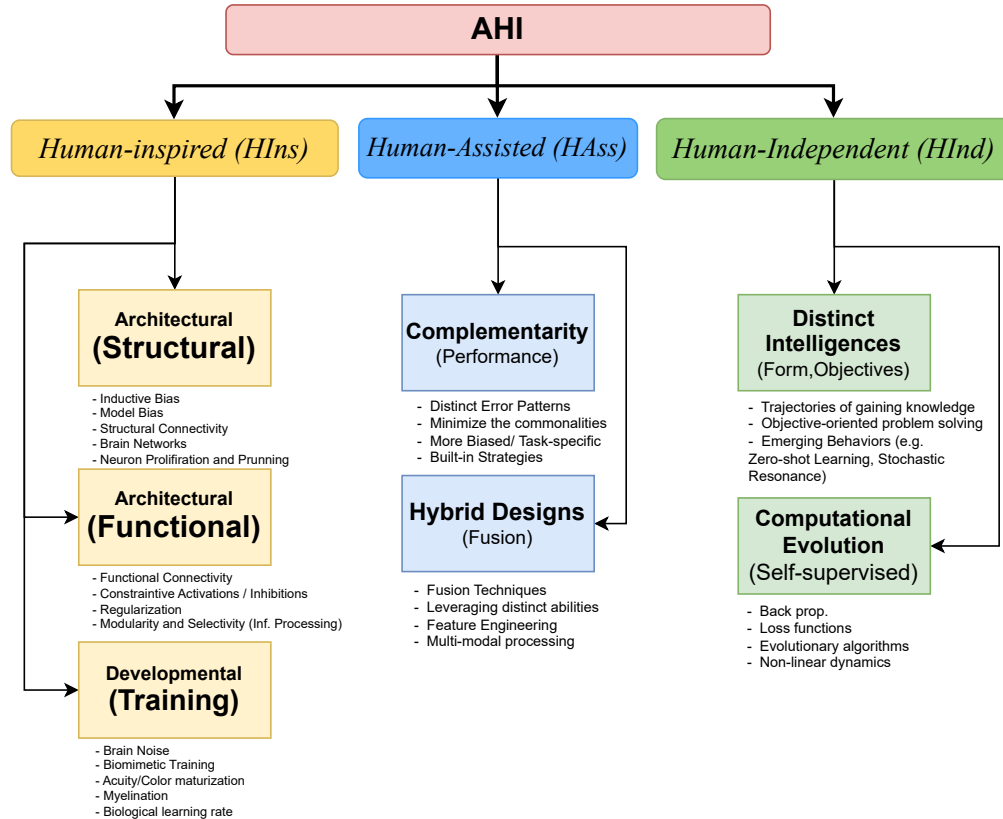 AHI
Human-inspired (HIns)
Human-Assisted (HAss)
Human-Independent (HInd)
Architectural
(Structural)
- Inductive Bias
- Model Bias
- Structural Connectivity
- Brain Networks
- Neuron Prolifiration and Prunning
Architectural
(Functional)
- Functional Connectivity
- Constraintive Activations / Inhibitions
- Regularization
- Modularity and Selectivity (Inf. Processing)
Developmental
(Training)
- Brain Noise
- Biomimetic Training
- Acuity/Color maturization
- Myelination
- Biological learning rate
Complementarity
(Performance)
- Distinct Error Patterns
- Minimize the commonalities
- More Biased/ Task-specific
- Built-in Strategies
Hybrid Designs
(Fusion)
- Fusion Techniques
- Leveraging distinct abilities
- Feature Engineering
- Multi-modal processing
Distinct
Intelligences
(Form,Objectives)
- Trajectories of gaining knowledge
- Objective-oriented problem solving
- Emerging Behaviors (e.g.
Zero-shot Learning, Stochastic
Resonance)
Computational
Evolution
(Self-supervised)
- Back prop.
- Loss functions
- Evolutionary algorithms
- Non-linear dynamics